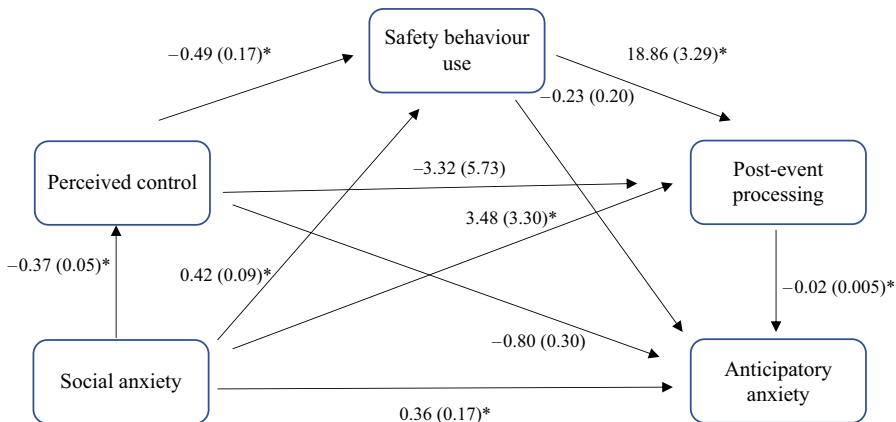 Safety behaviour
use
−0.49 (0.17)*
18.86 (3.29)*
−0.23 (0.20)
Perceived control
−3.32 (5.73)
Post-event
processing
3.48 (3.30)*
−0.37 (0.05)*
0.42 (0.09)*
−0.02 (0.005)*
−0.80 (0.30)
Social anxiety
Anticipatory
anxiety
0.36 (0.17)*